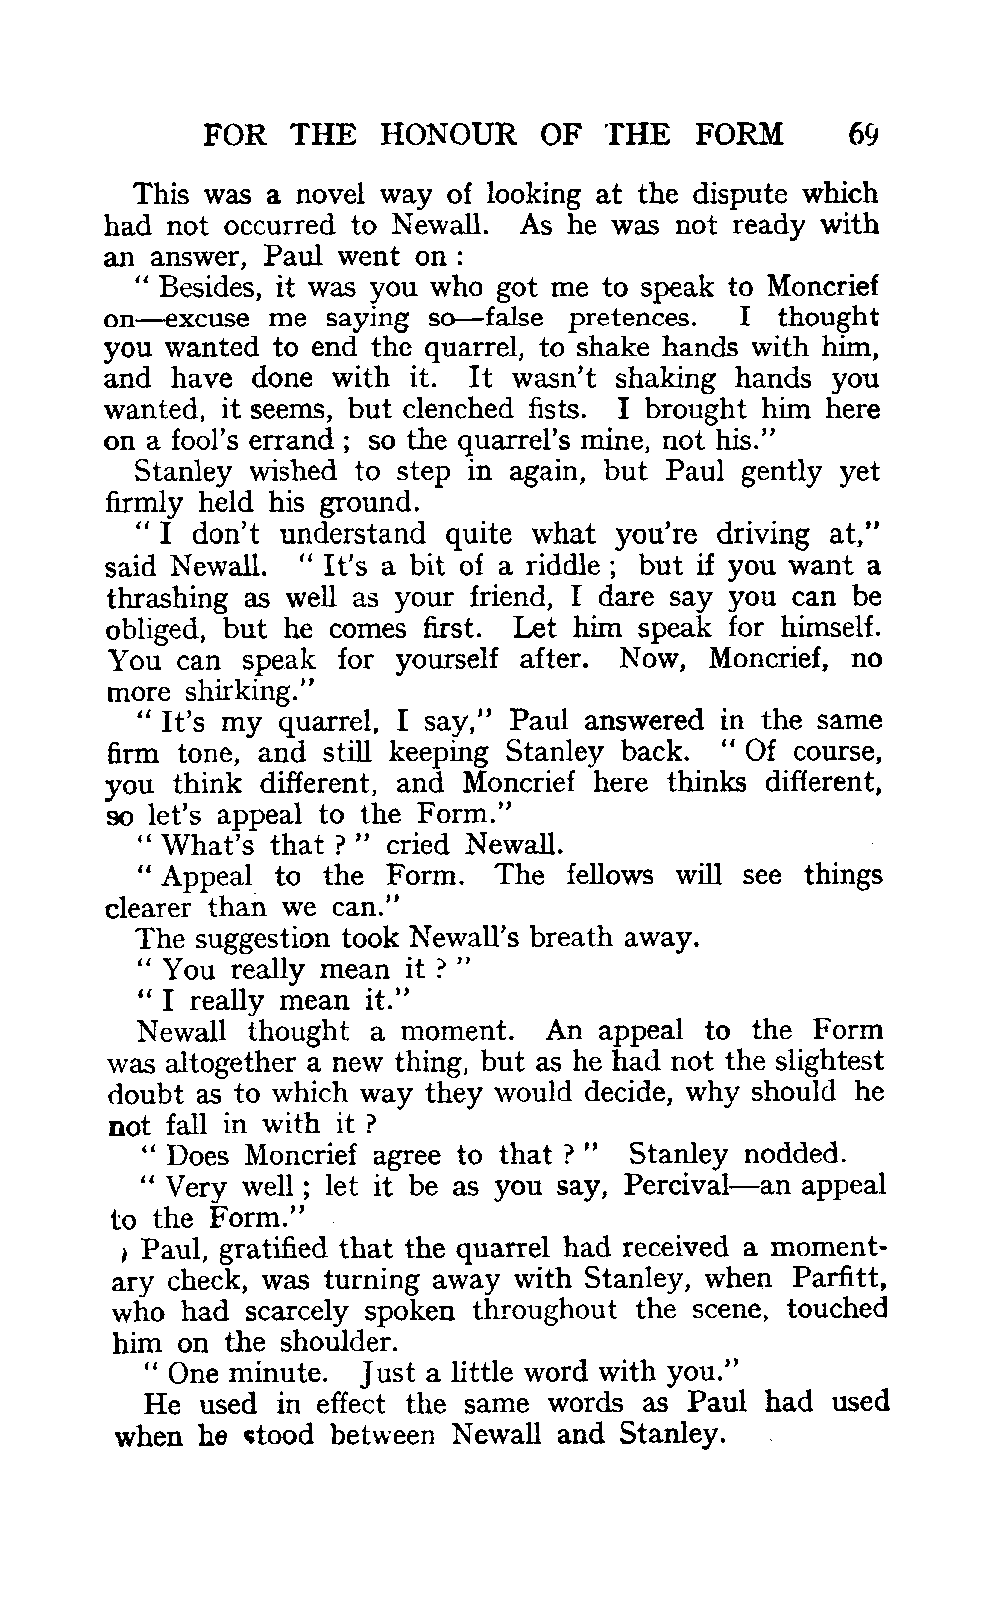 FOR THE HONOUR OF THE FORM 69
This was a novel way of looking at the dispute which
had not occurred to Newall. As he was not ready with
an answer, Paul went on :
“ Besides, it was you who got me to speak to Moncrief
on—excuse me saying so—false pretences. I thought
you wanted to end the quarrel, to shake hands with him,
and have done with it. It wasn't shaking hands you
wanted, it seems, but clenched fists. I brought him here
on a fool's errand ; so the quarrel's mine, not his.”
Stanley wished to step in again, but Paul gently yet
firmly held his ground.
“ I don't understand quite what you're driving at,”
said Newall. “ It's a bit of a riddle ; but if you want a
thrashing as well as your friend, I dare say you can be
obliged, but he comes first. Let him speak for himself.
You can speak for yourself after. Now, Moncrief, no
more shirking.”
“ It's my quarrel, I say,” Paul answered in the same
firm tone, and still keeping Stanley back. “ Of course,
you think different, and Moncrief here thinks different,
so let's appeal to the Form.”
“ What's that ? ” cried Newall.
“ Appeal to the Form. The fellows will see things
clearer than we can.”
The suggestion took Newall's breath away.
“ You really mean it ? ”
“ I really mean it.”
Newall thought a moment. An appeal to the Form
was altogether a new thing, but as he had not the slightest
doubt as to which way they would decide, why should he
not fall in with it ?
“ Does Moncrief agree to that ? ” Stanley nodded.
“ Very well ; let it be as you say, Percival—an appeal
to the Form.”
Paul, gratified that the quarrel had received a moment-
ary check, was turning away with Stanley, when Parfitt,
who had scarcely spoken throughout the scene, touched
him on the shoulder.
“ One minute. Just a little word with you.”
He used in effect the same words as Paul had used
when he stood between Newall and Stanley.